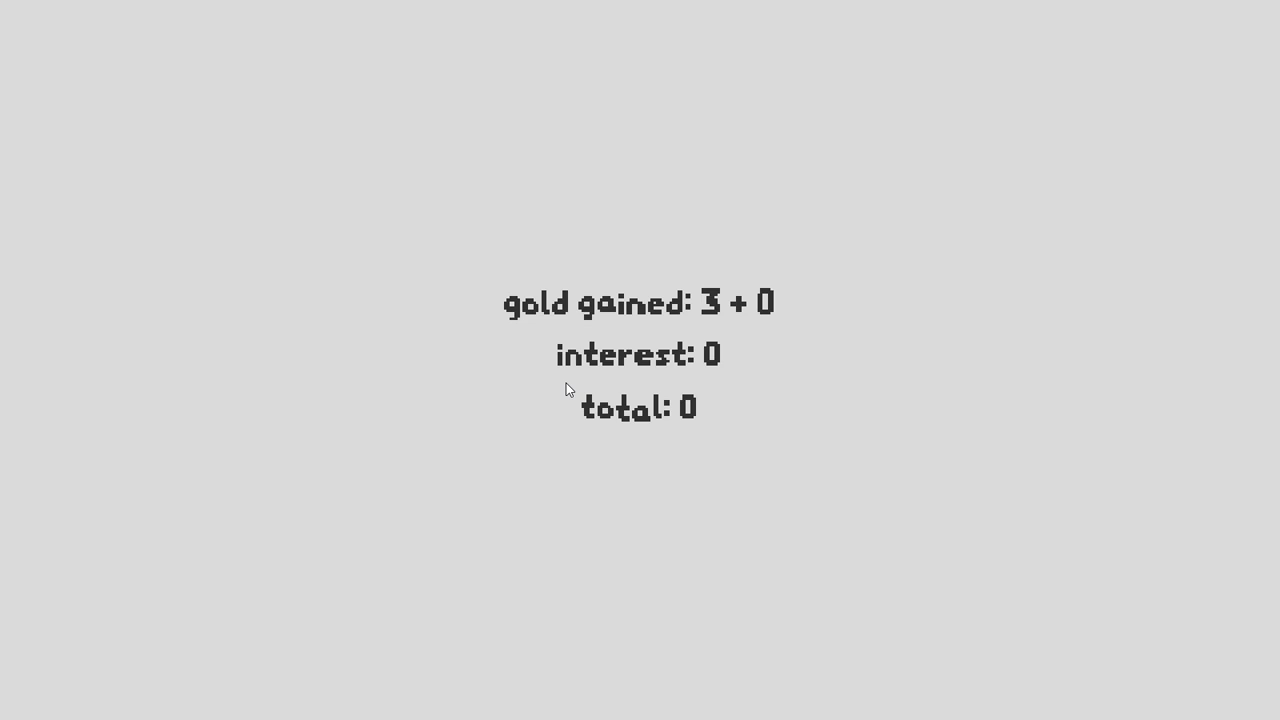 gold gained: 3 + 0
interest: 0
total: 0